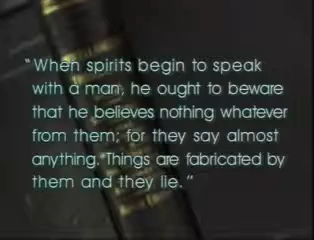 "When spirits begin to speak
with a man, he ought to beware
that he believes nothing whatever
from them; for they say almost
anything. Things are fabricated by
them and they lie."